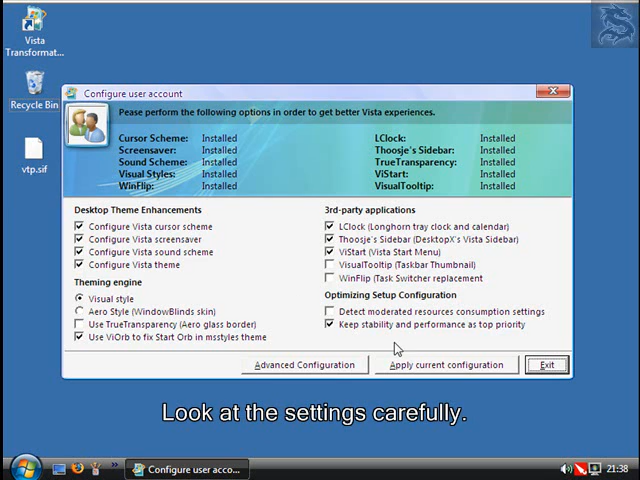 Vista
Transformat...
Recycle Bin
vtp.sif
Configure user account
Pease perform the following options in order to get better Vista experiences.
Cursor Scheme: Installed
Screensaver: Installed
Sound Scheme: Installed
Visual Styles: Installed
WinFlip: Installed
LClock: Installed
Thoosje's Sidebar: Installed
TrueTransparency: Installed
ViStart: Installed
VisualTooltip: Installed
Desktop Theme Enhancements
Configure Vista cursor scheme
Configure Vista screensaver
Configure Vista sound scheme
Configure Vista theme
Theming engine
Visual style
Aero Style (WindowBlinds skin)
Use TrueTransparency (Aero glass border)
Use ViOrb to fix Start Orb in msstyles theme
3rd-party applications
LClock (Longhorn tray clock and calendar)
Thoosje's Sidebar (DesktopX's Vista Sidebar)
ViStart (Vista Start Menu)
VisualTooltip (Taskbar Thumbnail)
WinFlip (Task Switcher replacement
Optimizing Setup Configuration
Detect moderated resources consumption settings
Keep stability and performance as top priority
Advanced Configuration
Apply current configuration
Exit
Look at the settings carefully.
Configure user acco...
21:38